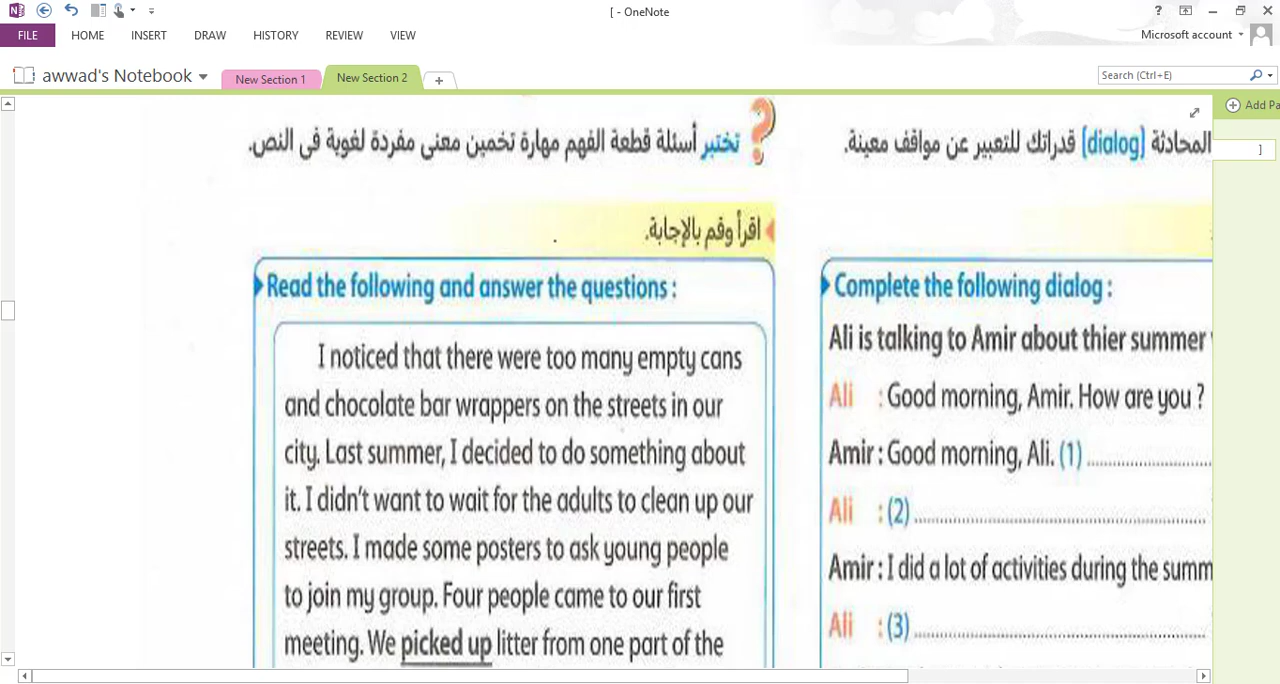 [ - OneNote
?
FILE HOME INSERT DRAW HISTORY REVIEW VIEW
Microsoft account
awwad's Notebook
New Section 1
New Section 2
+
Search (Ctrl+E)
Add Pa
]
تختبر أسئلة قطعة الفهم مهارة تخمين معنى مفردة لغوية فى النص.
?
اقرأ وقم بالإجابة.
Read the following and answer the questions :
I noticed that there were too many empty cans
and chocolate bar wrappers on the streets in our
city. Last summer, I decided to do something about
it. I didn't want to wait for the adults to clean up our
streets. I made some posters to ask young people
to join my group. Four people came to our first
meeting. We picked up litter from one part of the
المحادثة (dialog) قدراتك للتعبير عن مواقف معينة.
Complete the following dialog :
Ali is talking to Amir about thier summer
Ali : Good morning, Amir. How are you ?
Amir : Good morning, Ali. (1) ........................
Ali : (2) ........................
Amir : I did a lot of activities during the summ
Ali : (3) ........................